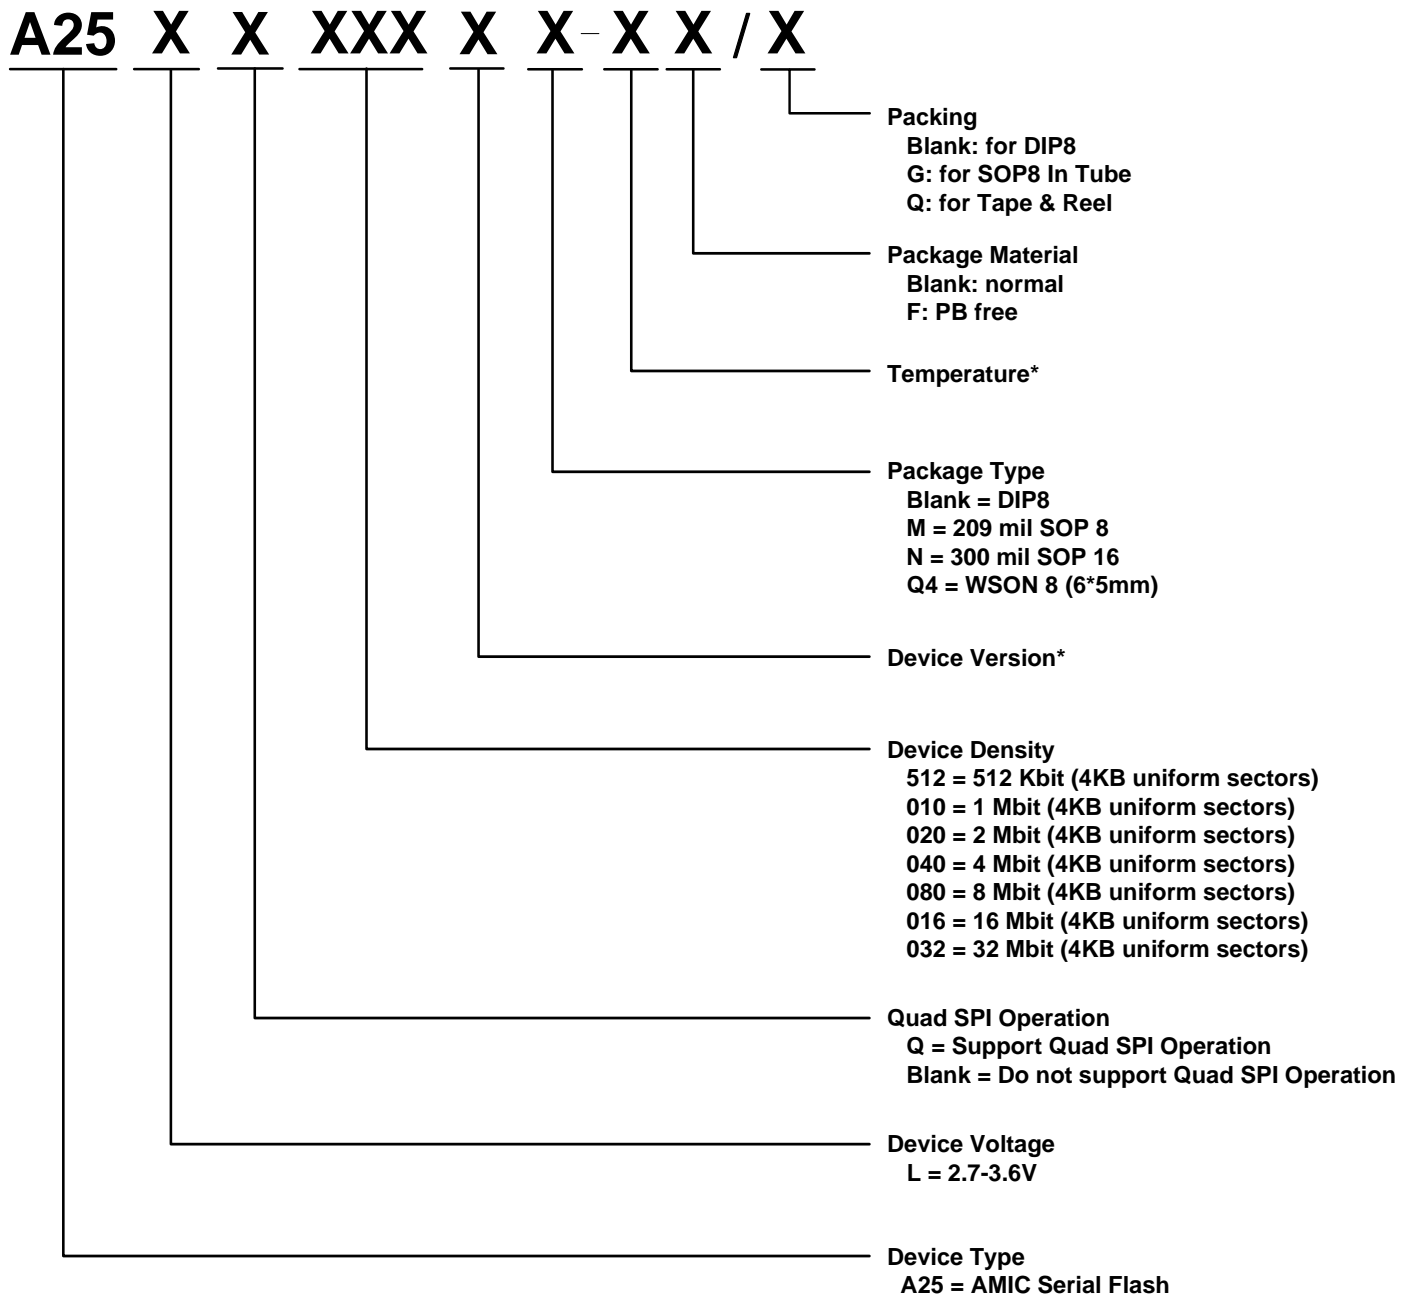 A25 X X XXX X X - X X / X
Packing
Blank: for DIP8
G: for SOP8 In Tube
Q: for Tape & Reel
Package Material
Blank: normal
F: PB free
Temperature*
Package Type
Blank = DIP8
M = 209 mil SOP 8
N = 300 mil SOP 16
Q4 = WSON 8 (6*5mm)
Device Version*
Device Density
512 = 512 Kbit (4KB uniform sectors)
010 = 1 Mbit (4KB uniform sectors)
020 = 2 Mbit (4KB uniform sectors)
040 = 4 Mbit (4KB uniform sectors)
080 = 8 Mbit (4KB uniform sectors)
016 = 16 Mbit (4KB uniform sectors)
032 = 32 Mbit (4KB uniform sectors)
Quad SPI Operation
Q = Support Quad SPI Operation
Blank = Do not support Quad SPI Operation
Device Voltage
L = 2.7-3.6V
Device Type
A25 = AMIC Serial Flash